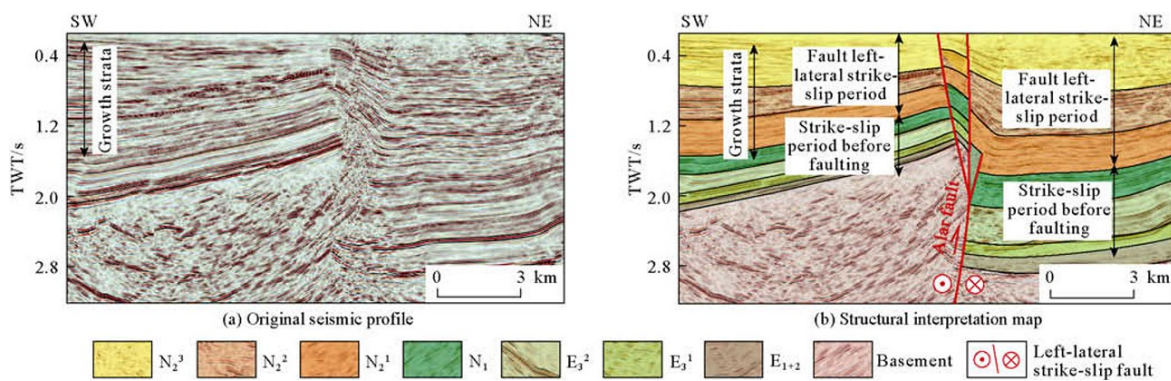 SW NE
0.4
1.2
2.0
2.8
TWT/s
Growth strata
0 3 km
(a) Original seismic profile
SW NE
0.4
1.2
2.0
2.8
TWT/s
Growth strata
Fault left-
lateral strike-
slip period
Strike-slip
period before
faulting
Fault left-
lateral strike-
slip period
Strike-slip
period before
faulting
Alar fault
0 3 km
(b) Structural interpretation map
N₂³ N₂² N₂¹ N₁ E₃² E₃¹ E₁₊₂ Basement Left-lateral
strike-slip fault